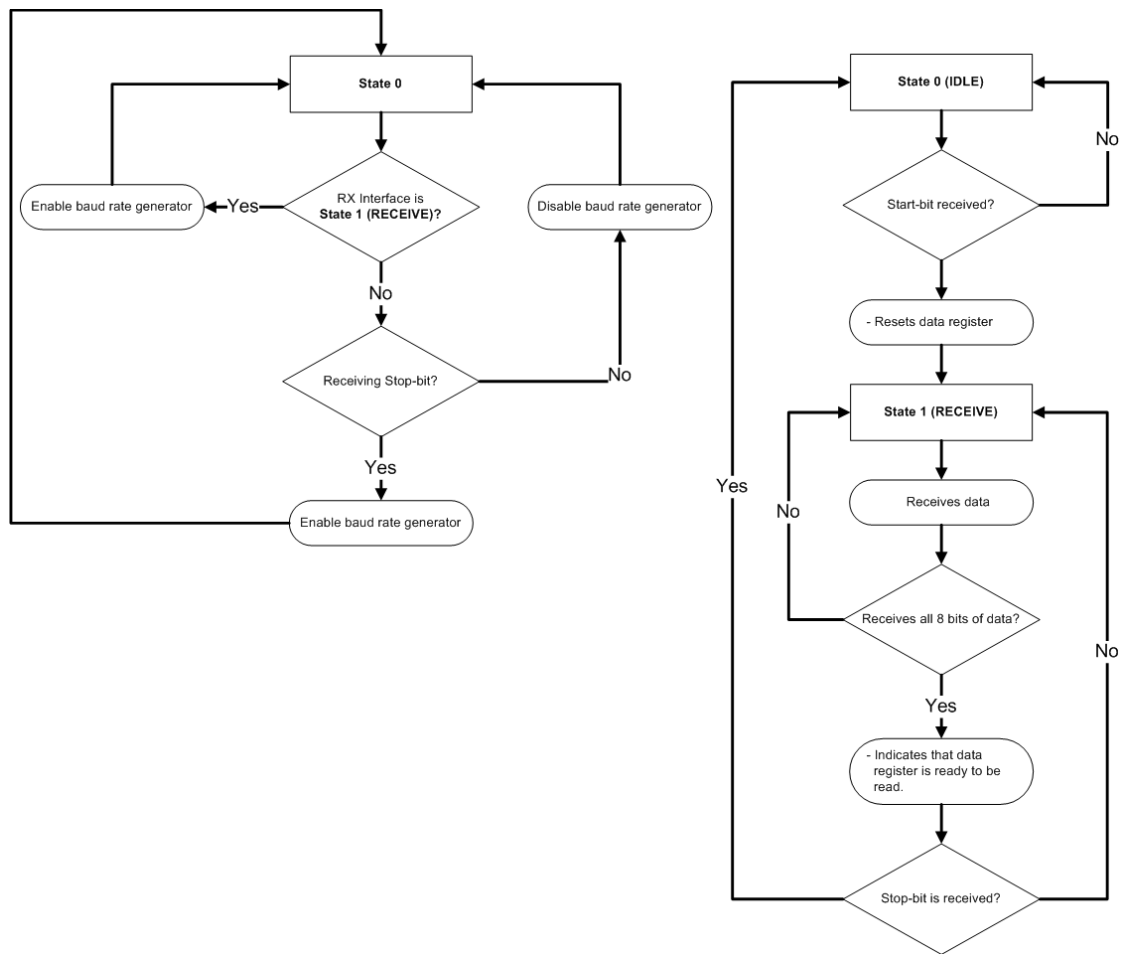 State 0
RX Interface is
State 1 (RECEIVE)?
Yes
Enable baud rate generator
No
Receiving Stop-bit?
No
Disable baud rate generator
Yes
Enable baud rate generator
State 0 (IDLE)
No
Start-bit received?
- Resets data register
State 1 (RECEIVE)
Receives data
No
Receives all 8 bits of data?
Yes
- Indicates that data
register is ready to be
read.
Stop-bit is received?
Yes
No